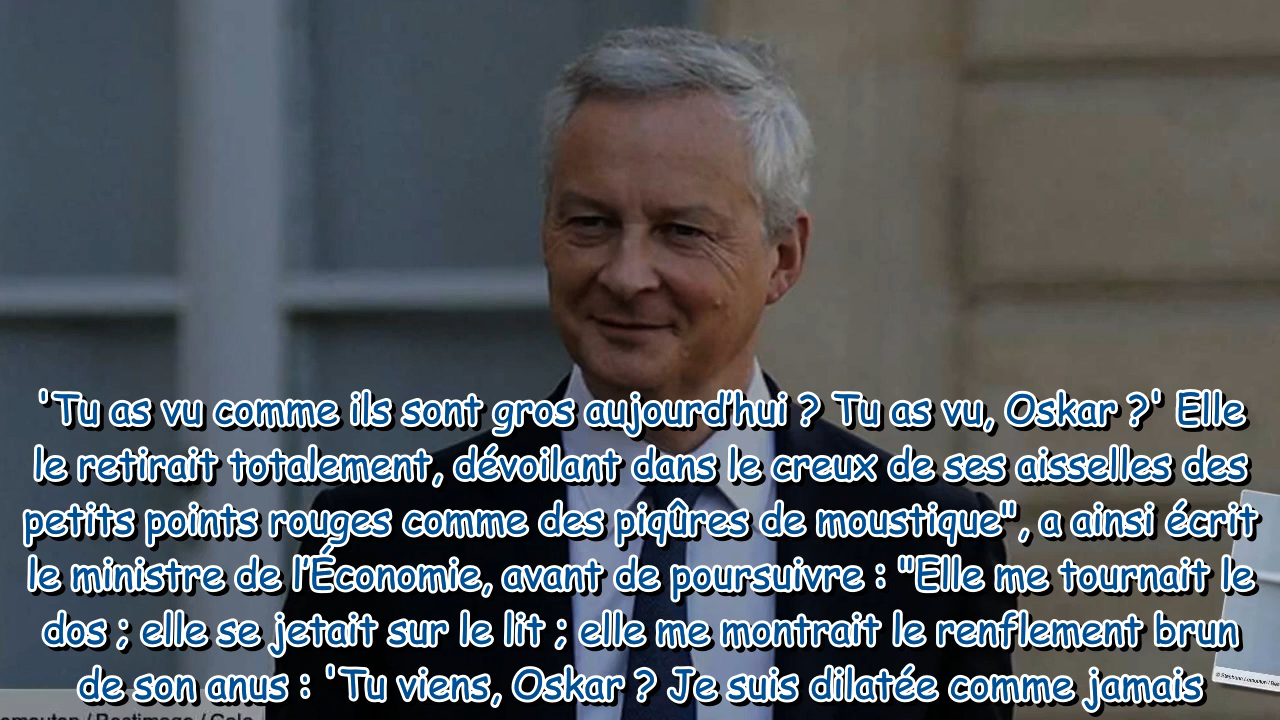 'Tu as vu comme ils sont gros aujourd'hui ? Tu as vu, Oskar ?' Elle
le retirait totalement, dévoilant dans le creux de ses aisselles des
petits points rouges comme des piqûres de moustique", a ainsi écrit
le ministre de l'Économie, avant de poursuivre : "Elle me tournait le
dos ; elle se jetait sur le lit ; elle me montrait le renflement brun
de son anus : 'Tu viens, Oskar ? Je suis dilatée comme jamais